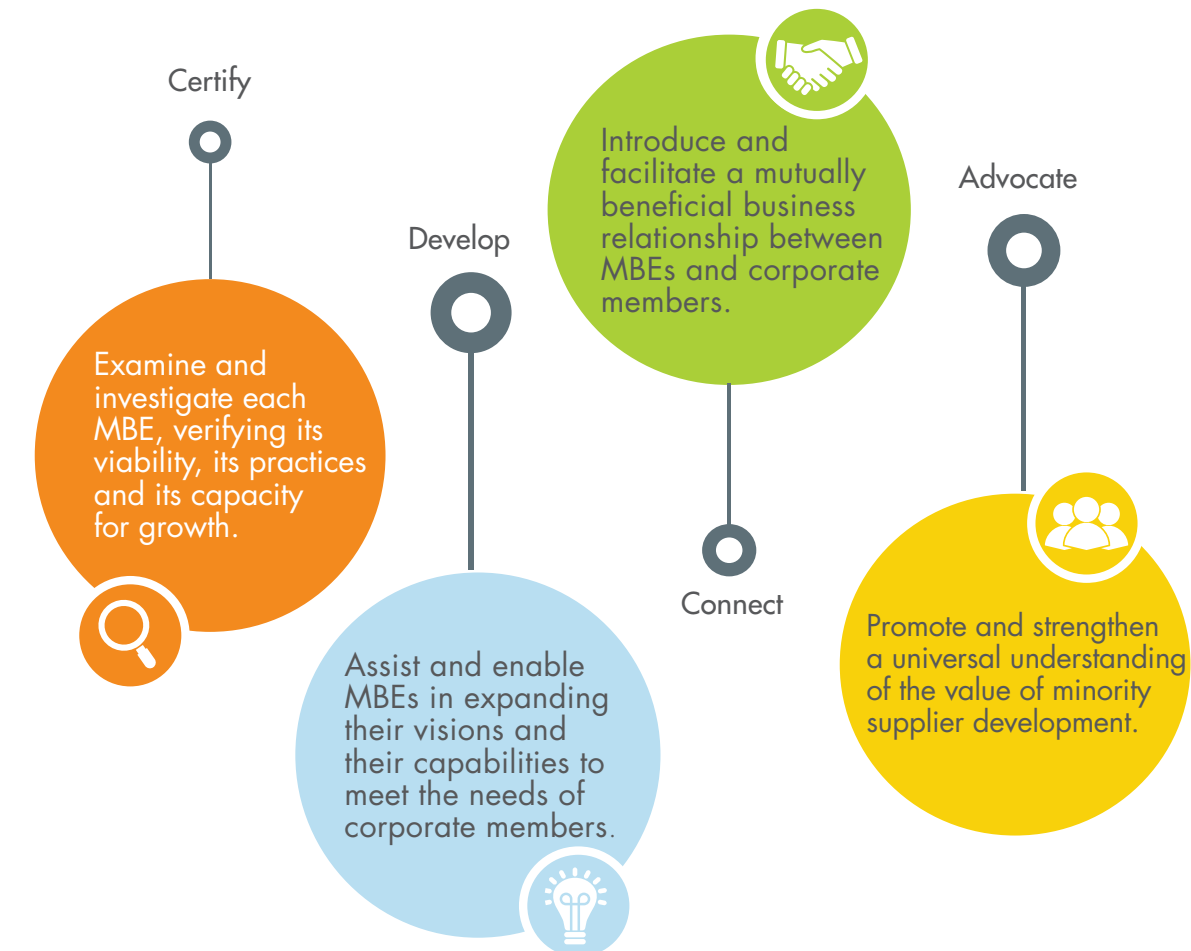 Certify
Examine and
investigate each
MBE, verifying its
viability, its practices
and its capacity
for growth.
Develop
Assist and enable
MBEs in expanding
their visions and
their capabilities to
meet the needs of
corporate members.
Introduce and
facilitate a mutually
beneficial business
relationship between
MBEs and corporate
members.
Connect
Advocate
Promote and strengthen
a universal understanding
of the value of minority
supplier development.